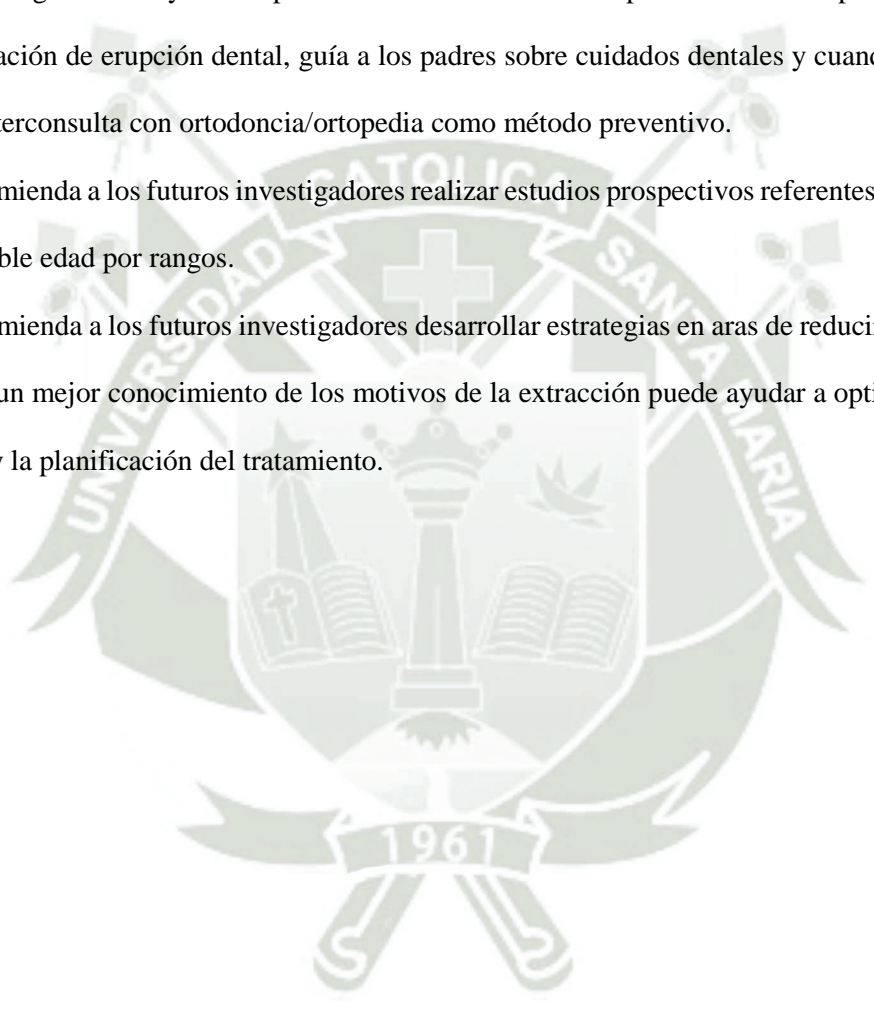 ación de erupción dental, guía a los padres sobre cuidados dentales y cuand
terconsulta con ortodoncia/ortopedia como método preventivo.
mienda a los futuros investigadores realizar estudios prospectivos referentes
ble edad por rangos.
mienda a los futuros investigadores desarrollar estrategias en aras de reduci
un mejor conocimiento de los motivos de la extracción puede ayudar a opti
y la planificación del tratamiento.
UNIVERSIDAD CATOLICA SANTA MARIA
1961